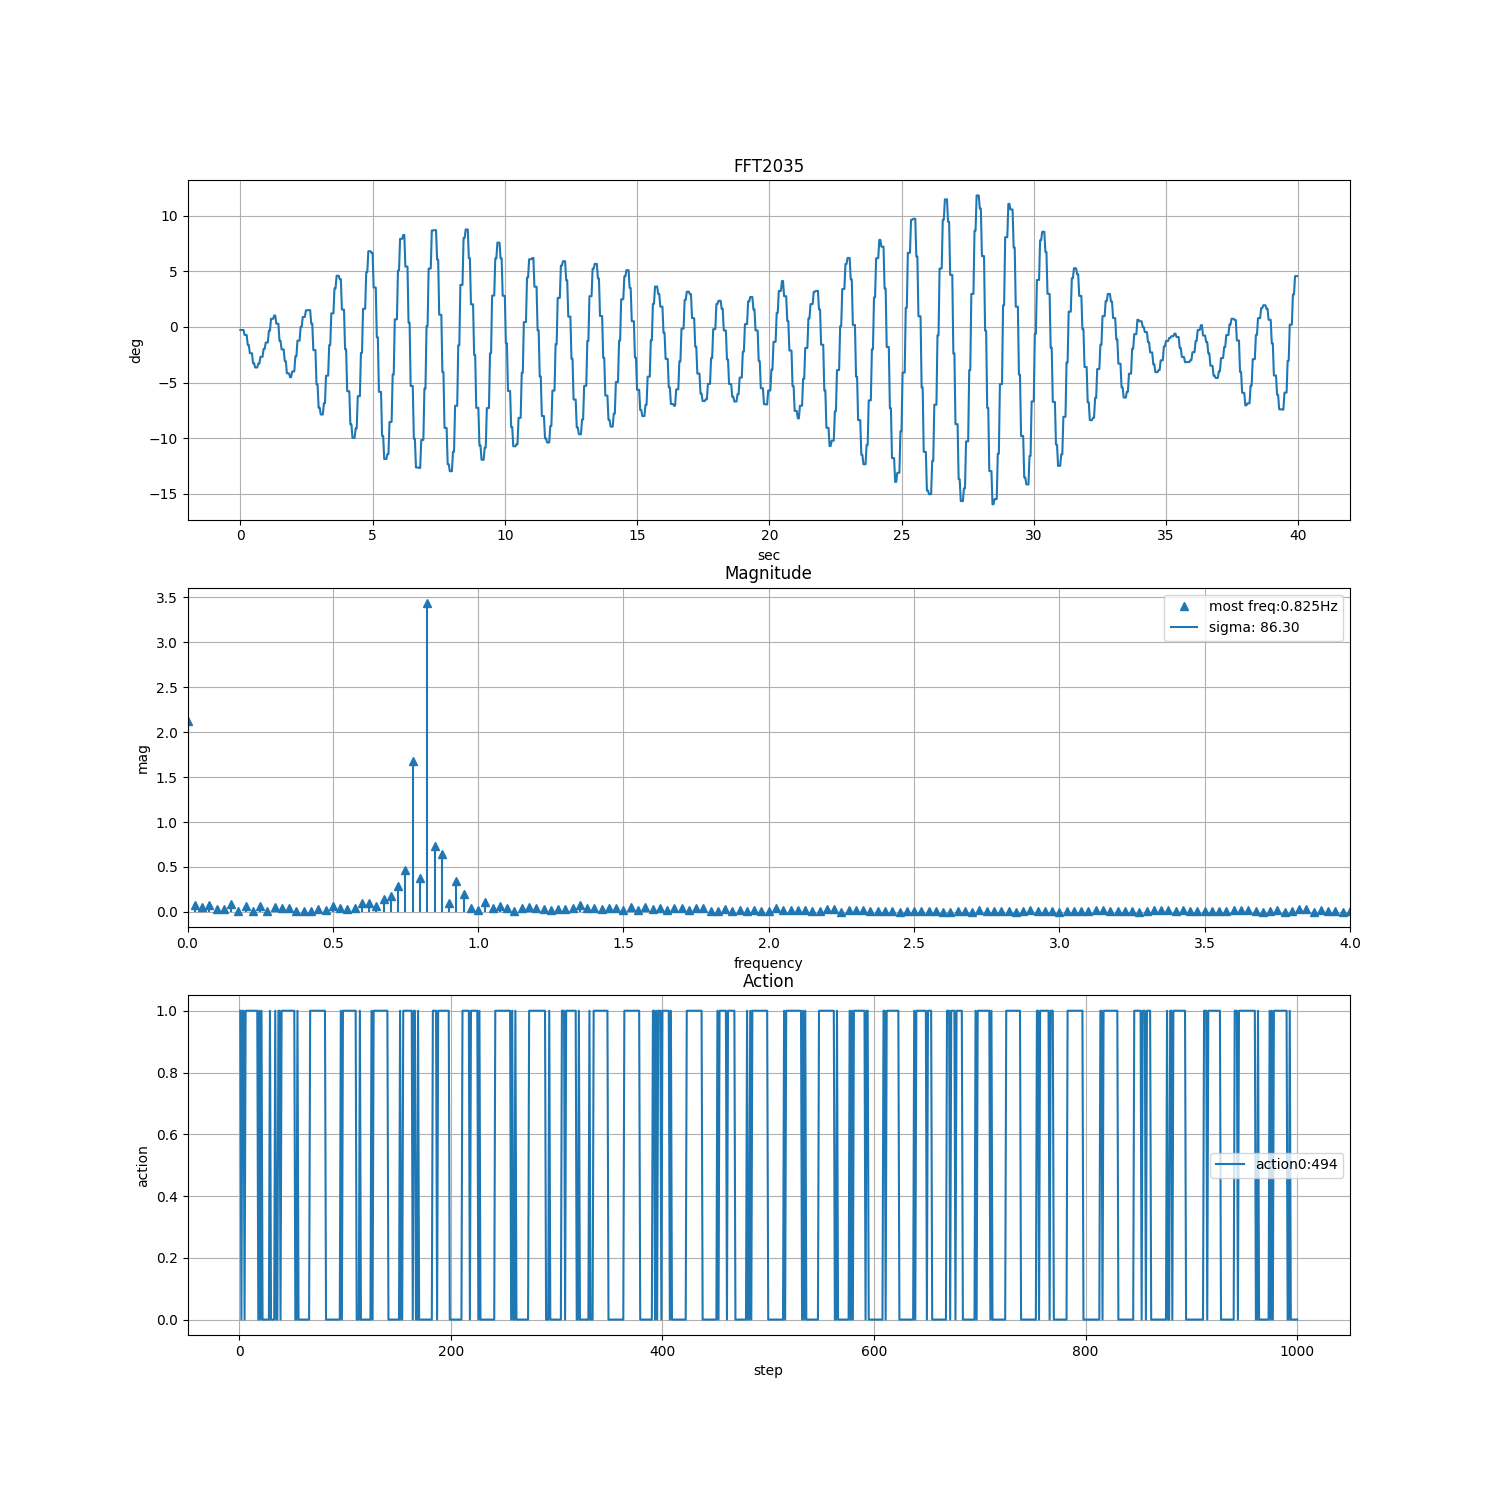 FFT2035
10
5
0
−5
−10
−15
deg
0 5 10 15 20 25 30 35 40
sec
Magnitude
3.5
3.0
2.5
2.0
1.5
1.0
0.5
0.0
mag
most freq:0.825Hz
sigma: 86.30
0.0 0.5 1.0 1.5 2.0 2.5 3.0 3.5 4.0
frequency
Action
1.0
0.8
0.6
0.4
0.2
0.0
action
action0:494
0 200 400 600 800 1000
step